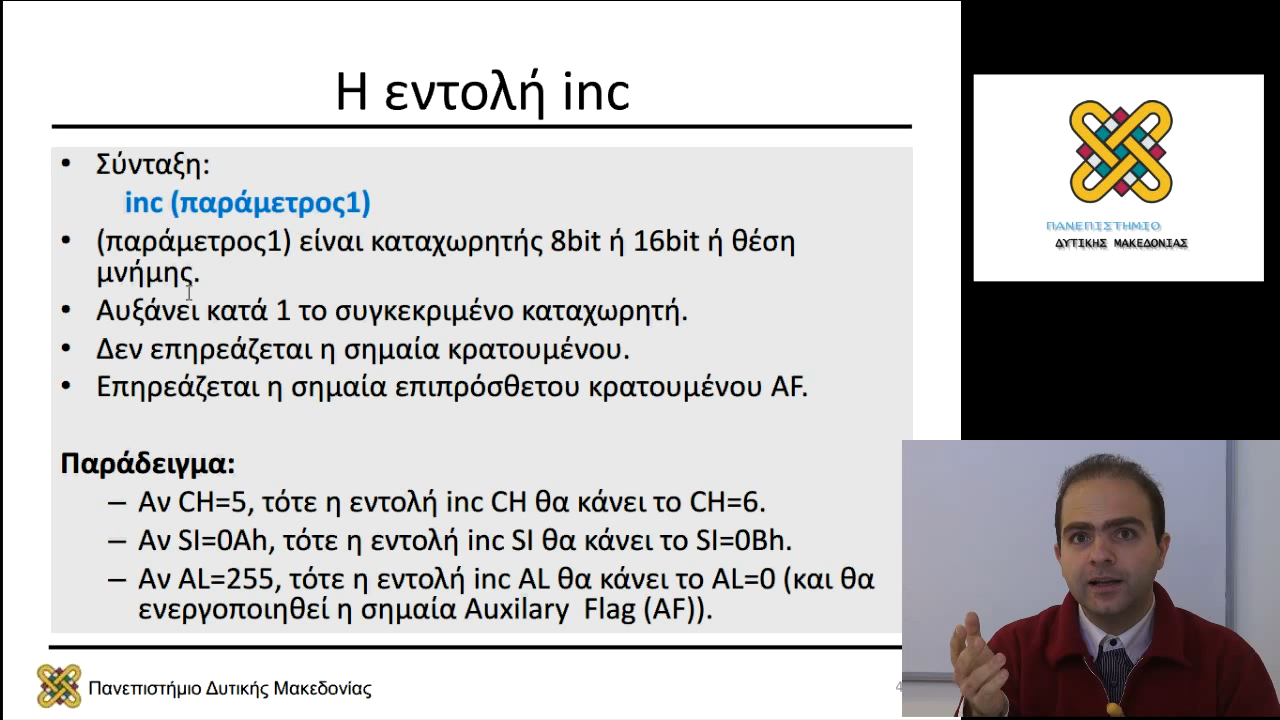 Η εντολή inc
• Σύνταξη:
inc (παράμετρος1)
• (παράμετρος1) είναι καταχωρητής 8bit ή 16bit ή θέση
μνήμης.
• Αυξάνει κατά 1 το συγκεκριμένο καταχωρητή.
• Δεν επηρεάζεται η σημαία κρατουμένου.
• Επηρεάζεται η σημαία επιπρόσθετου κρατουμένου AF.
Παράδειγμα:
– Αν CH=5, τότε η εντολή inc CH θα κάνει το CH=6.
– Αν SI=0Ah, τότε η εντολή inc SI θα κάνει το SI=0Bh.
– Αν AL=255, τότε η εντολή inc AL θα κάνει το AL=0 (και θα
ενεργοποιηθεί η σημαία Auxilary Flag (AF)).
Πανεπιστήμιο Δυτικής Μακεδονίας
ΠΑΝΕΠΙΣΤΗΜΙΟ
ΔΥΤΙΚΗΣ ΜΑΚΕΔΟΝΙΑΣ